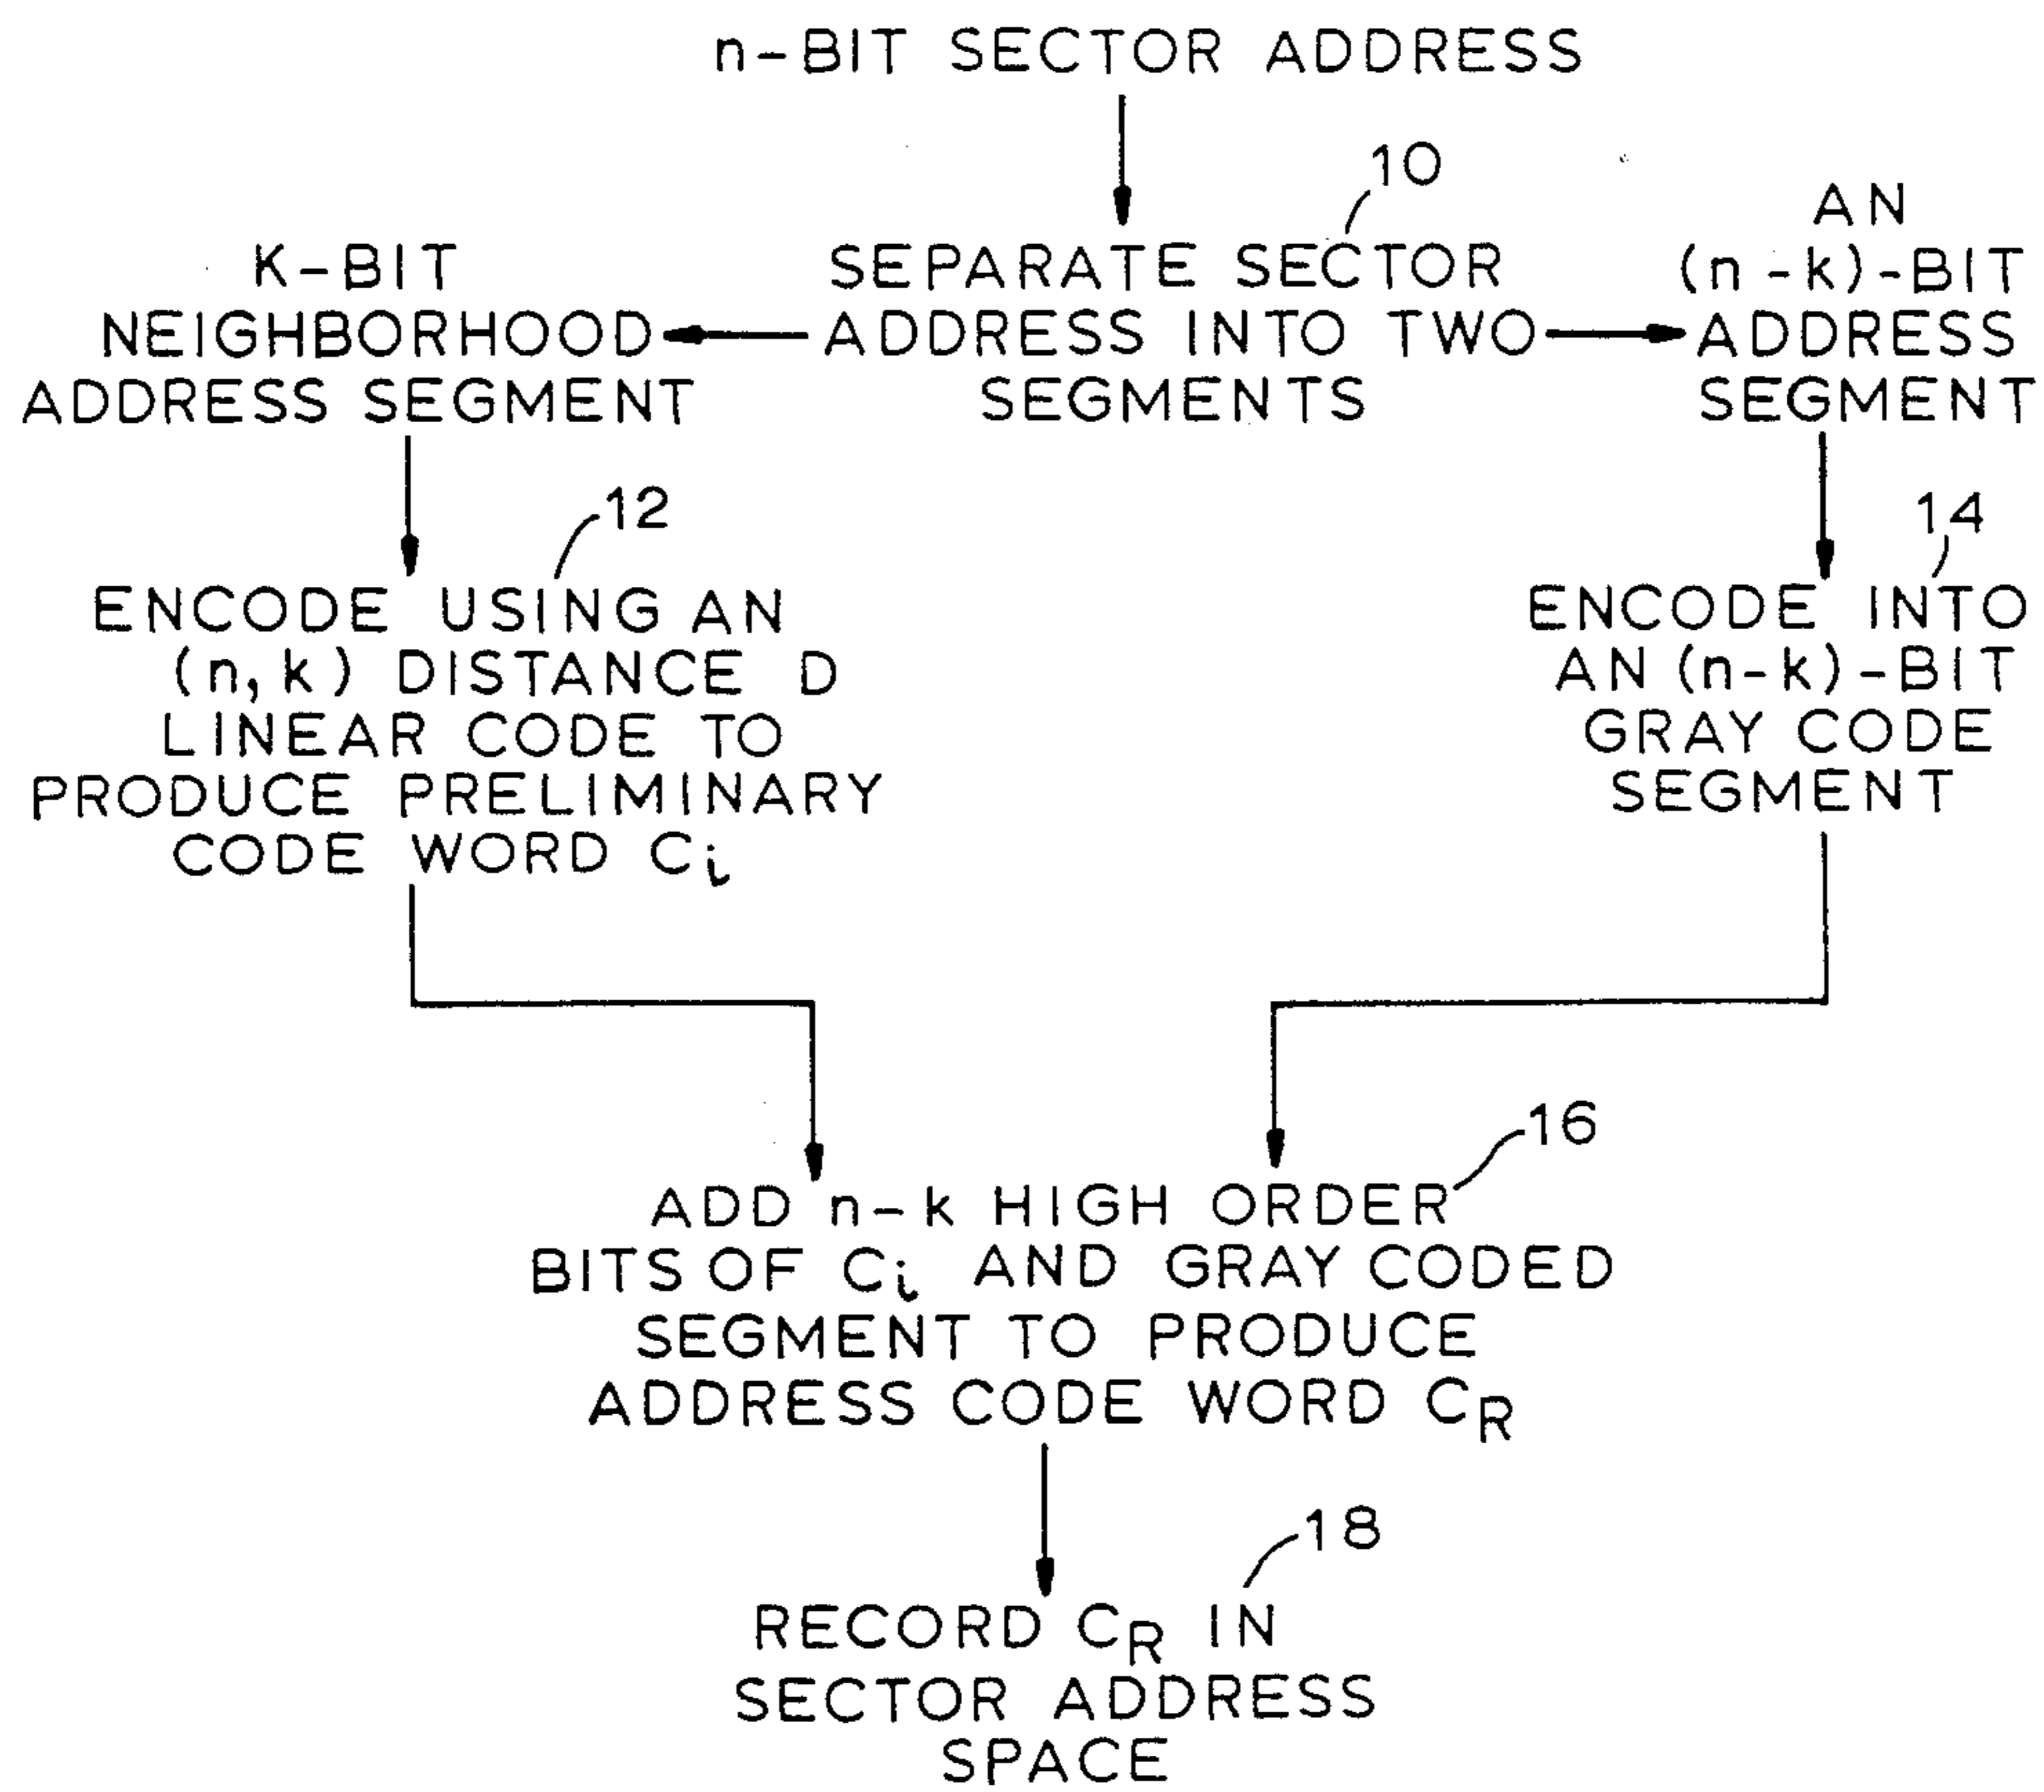 n-BIT SECTOR ADDRESS
10
SEPARATE SECTOR
ADDRESS INTO TWO
SEGMENTS
K-BIT
NEIGHBORHOOD
ADDRESS SEGMENT
AN
(n-k)-BIT
ADDRESS
SEGMENT
12
ENCODE USING AN
(n,k) DISTANCE D
LINEAR CODE TO
PRODUCE PRELIMINARY
CODE WORD Ci
14
ENCODE INTO
AN (n-k)-BIT
GRAY CODE
SEGMENT
16
ADD n-k HIGH ORDER
BITS OF Ci AND GRAY CODED
SEGMENT TO PRODUCE
ADDRESS CODE WORD CR
18
RECORD CR IN
SECTOR ADDRESS
SPACE